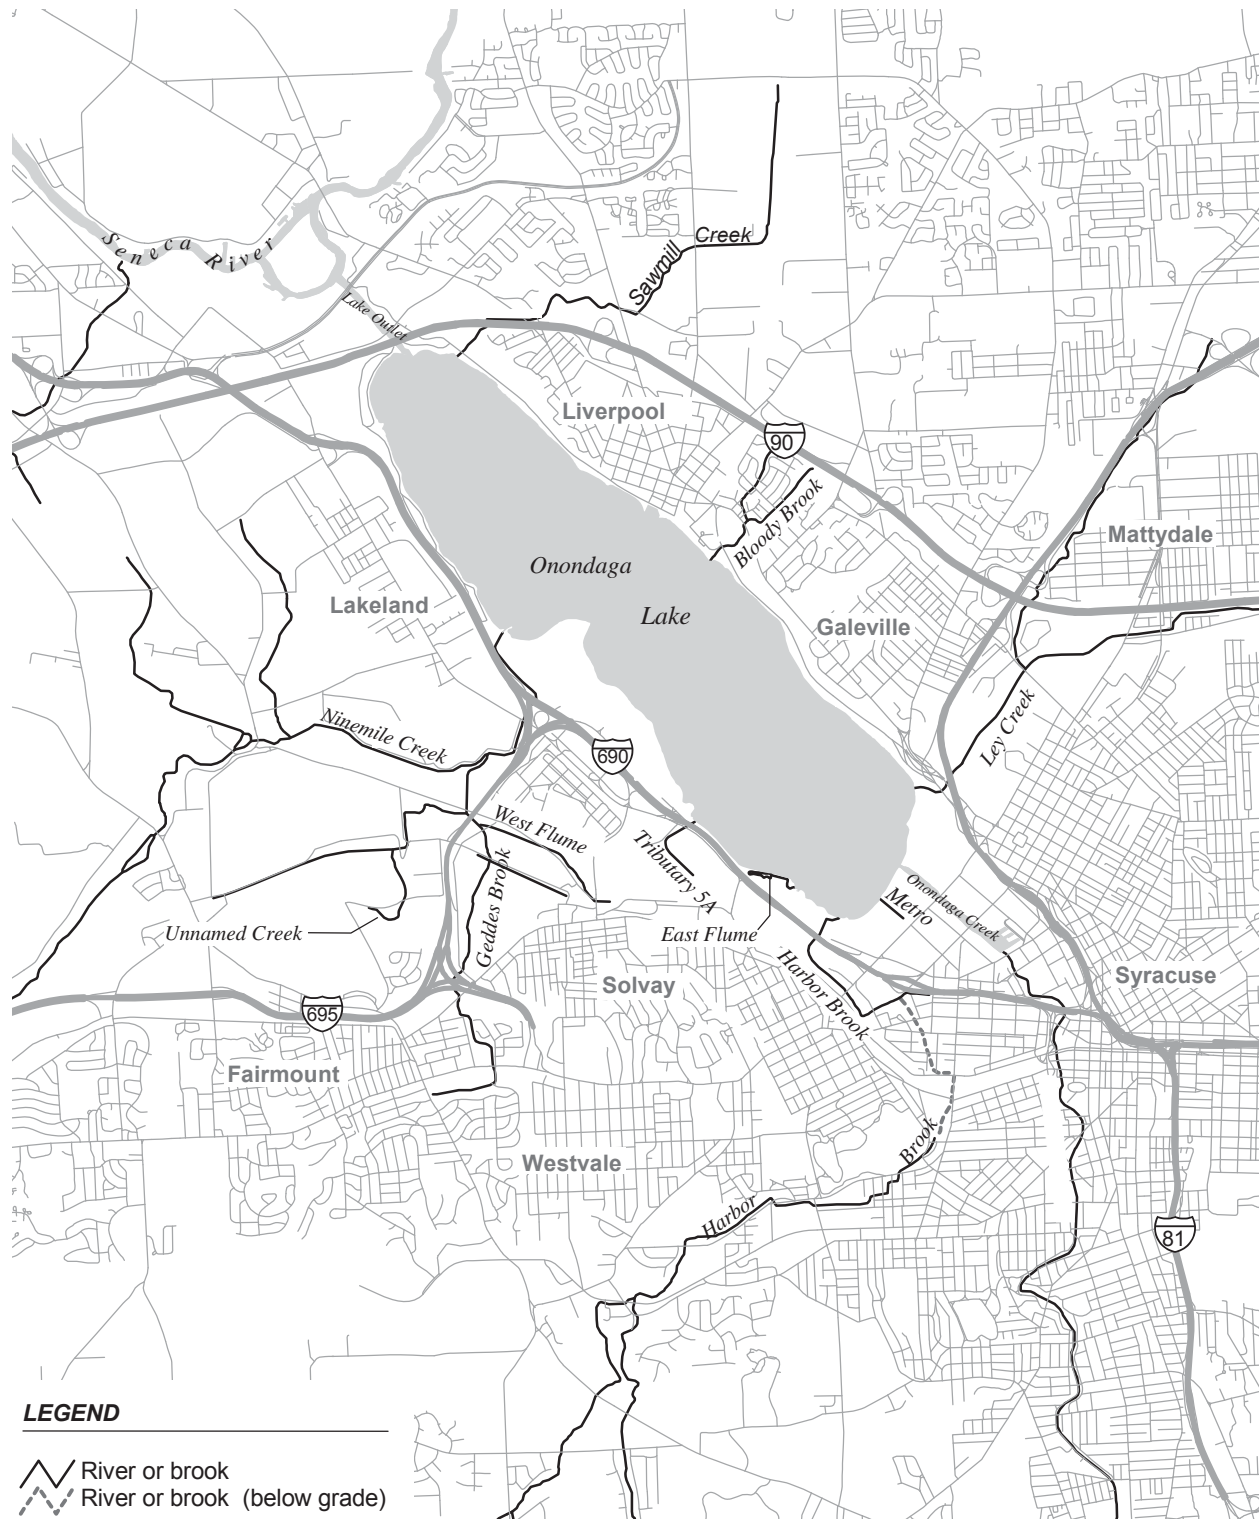 Seneca River
Lake Outlet
Sawmill
Creek
Liverpool
90
Bloody Brook
Mattydale
Onondaga
Lake
Lakeland
Galeville
Ninemile Creek
Ley Creek
690
West Flume
Tributary 5A
Geddes Brook
Onondaga Creek
Metro
Unnamed Creek
East Flume
Harbor Brook
Solvay
Syracuse
695
Fairmount
Brook
Westvale
Harbor
81
LEGEND
River or brook
River or brook (below grade)